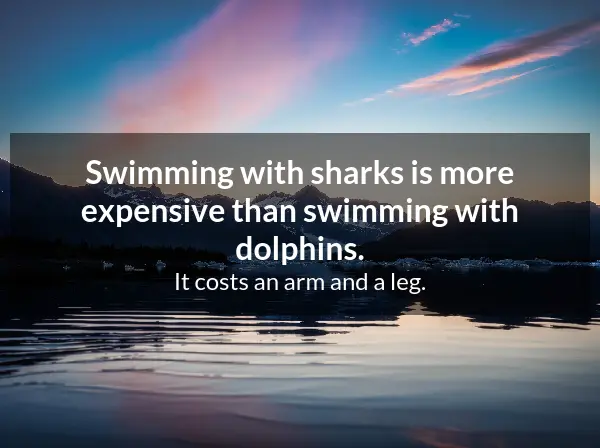 Swimming with sharks is more
expensive than swimming with
dolphins.
It costs an arm and a leg.